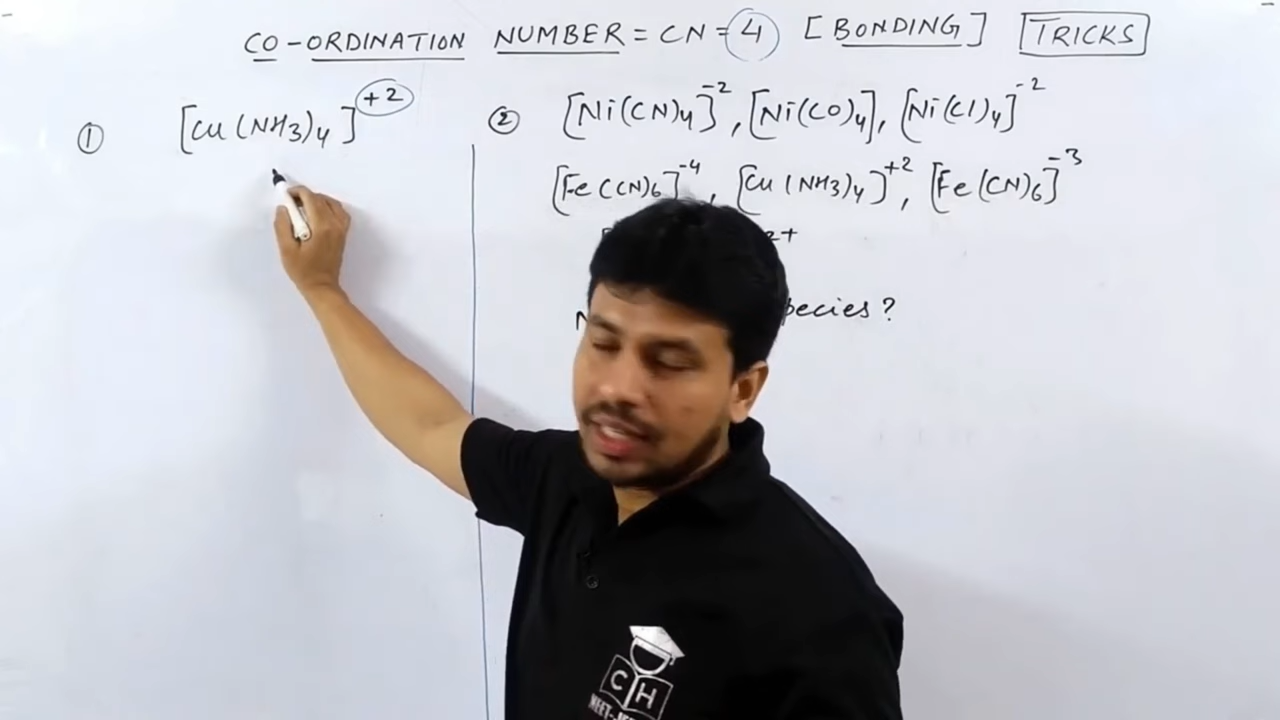 CO-ORDINATION NUMBER = CN = 4 [BONDING] TRICKS
① [Cu(NH3)4]+2
② [Ni(CN)4]-2, [Ni(CO)4], [Ni(Cl)4]-2
[Fe(CN)6]-4, [Cu(NH3)4]+2, [Fe(CN)6]-3
2+
pecies?
CH